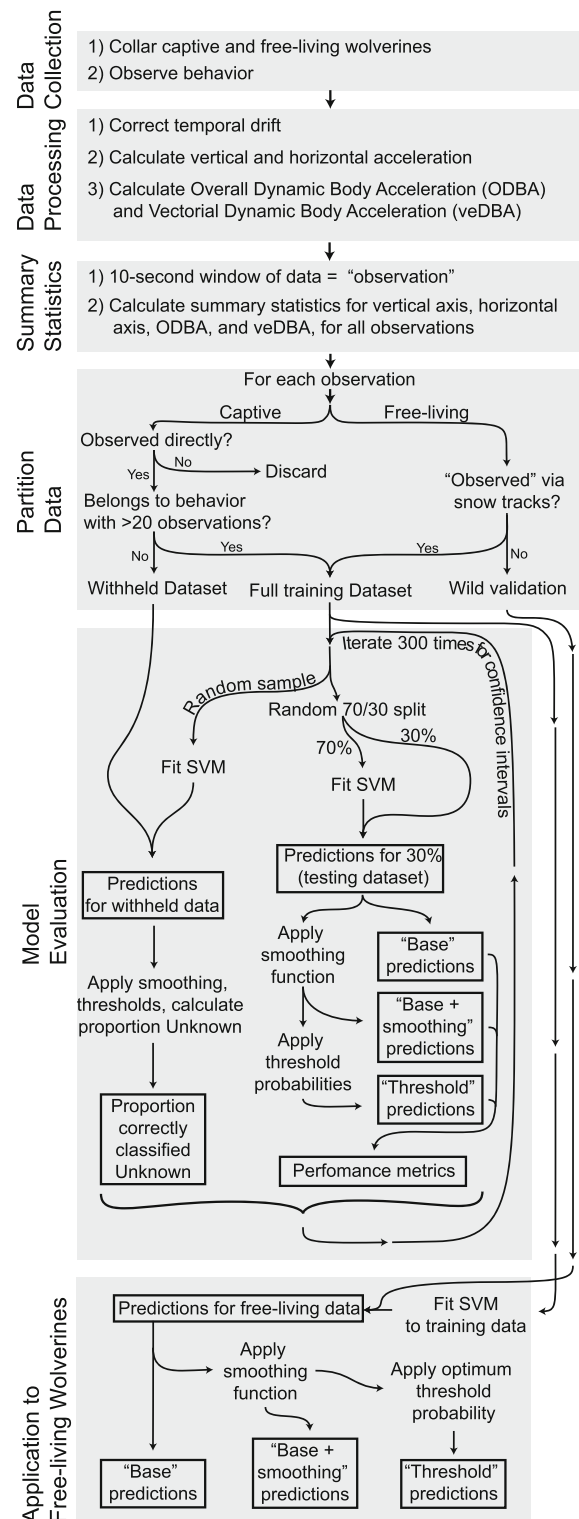 Data
Collection
1) Collar captive and free-living wolverines
2) Observe behavior
Data
Processing
1) Correct temporal drift
2) Calculate vertical and horizontal acceleration
3) Calculate Overall Dynamic Body Acceleration (ODBA)
and Vectorial Dynamic Body Acceleration (veDBA)
Summary
Statistics
1) 10-second window of data = “observation”
2) Calculate summary statistics for vertical axis, horizontal
axis, ODBA, and veDBA, for all observations
Partition
Data
For each observation
Captive
Free-living
Observed directly?
No
Discard
Yes
“Observed” via
snow tracks?
Belongs to behavior
with >20 observations?
No
Yes
Yes
No
Withheld Dataset
Full training Dataset
Wild validation
Model
Evaluation
Iterate 300 times for confidence intervals
Random sample
Random 70/30 split
70%
30%
Fit SVM
Fit SVM
Predictions
for withheld data
Predictions for 30%
(testing dataset)
Apply
smoothing
function
“Base”
predictions
Apply smoothing,
thresholds, calculate
proportion Unknown
“Base +
smoothing”
predictions
Apply
threshold
probabilities
“Threshold”
predictions
Proportion
correctly
classified
Unknown
Perfomance metrics
Application to
Free-living Wolverines
Predictions for free-living data
Fit SVM
to training data
Apply
smoothing
function
Apply optimum
threshold
probability
“Base”
predictions
“Base +
smoothing”
predictions
“Threshold”
predictions